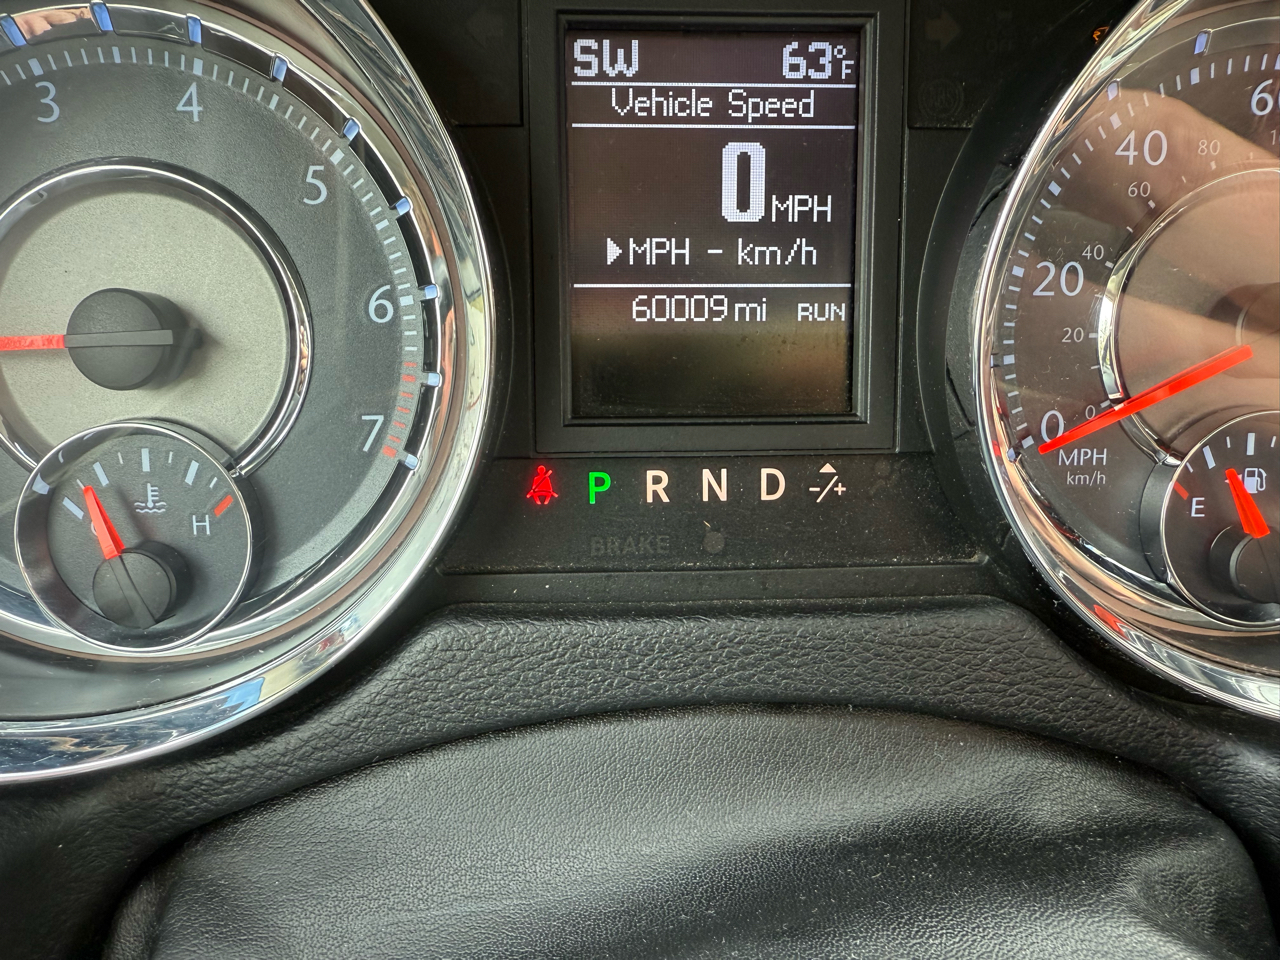 3
4
5
6
7
H
SW 63°F
Vehicle Speed
0 MPH
MPH - km/h
60009 mi RUN
P R N D -/+
BRAKE
60
40
80
60
40
20
20
0
0
MPH
km/h
E